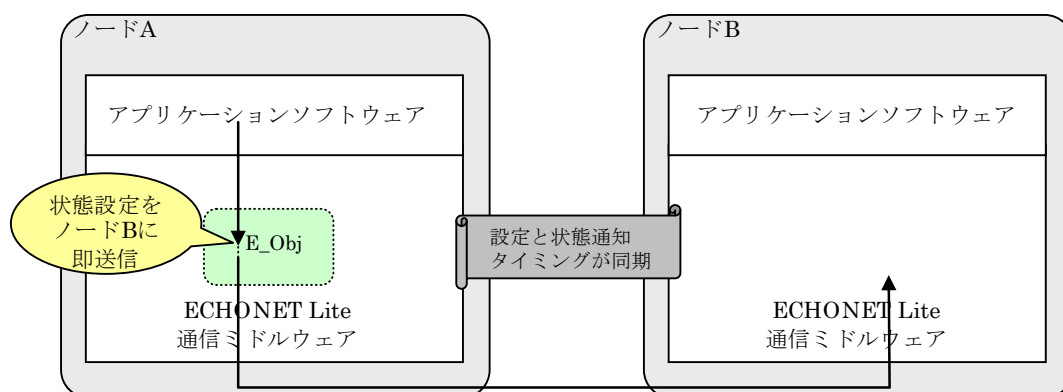 ノードA
ノードB
アプリケーションソフトウェア
アプリケーションソフトウェア
状態設定を
ノードBに
即送信
E_Obj
設定と状態通知
タイミングが同期
ECHONET Lite
通信ミドルウェア
ECHONET Lite
通信ミドルウェア